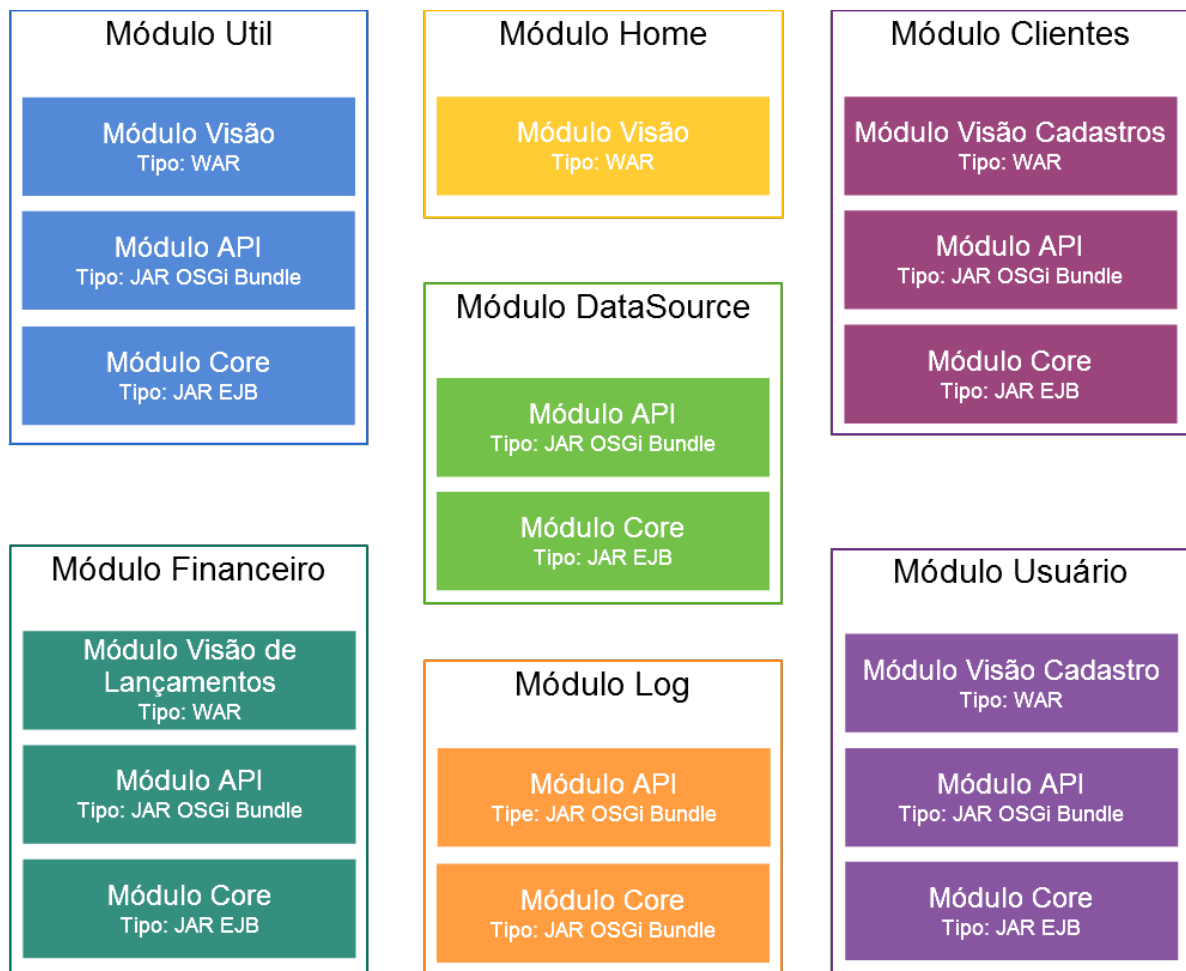 Módulo Util
Módulo Visão
Tipo: WAR
Módulo API
Tipo: JAR OSGi Bundle
Módulo Core
Tipo: JAR EJB
Módulo Home
Módulo Visão
Tipo: WAR
Módulo Clientes
Módulo Visão Cadastros
Tipo: WAR
Módulo API
Tipo: JAR OSGi Bundle
Módulo Core
Tipo: JAR EJB
Módulo DataSource
Módulo API
Tipo: JAR OSGi Bundle
Módulo Core
Tipo: JAR EJB
Módulo Financeiro
Módulo Visão de
Lançamentos
Tipo: WAR
Módulo API
Tipo: JAR OSGi Bundle
Módulo Core
Tipo: JAR EJB
Módulo Log
Módulo API
Tipe: JAR OSGi Bundle
Módulo Core
Tipo: JAR OSGi Bundle
Módulo Usuário
Módulo Visão Cadastro
Tipo: WAR
Módulo API
Tipo: JAR OSGi Bundle
Módulo Core
Tipo: JAR EJB